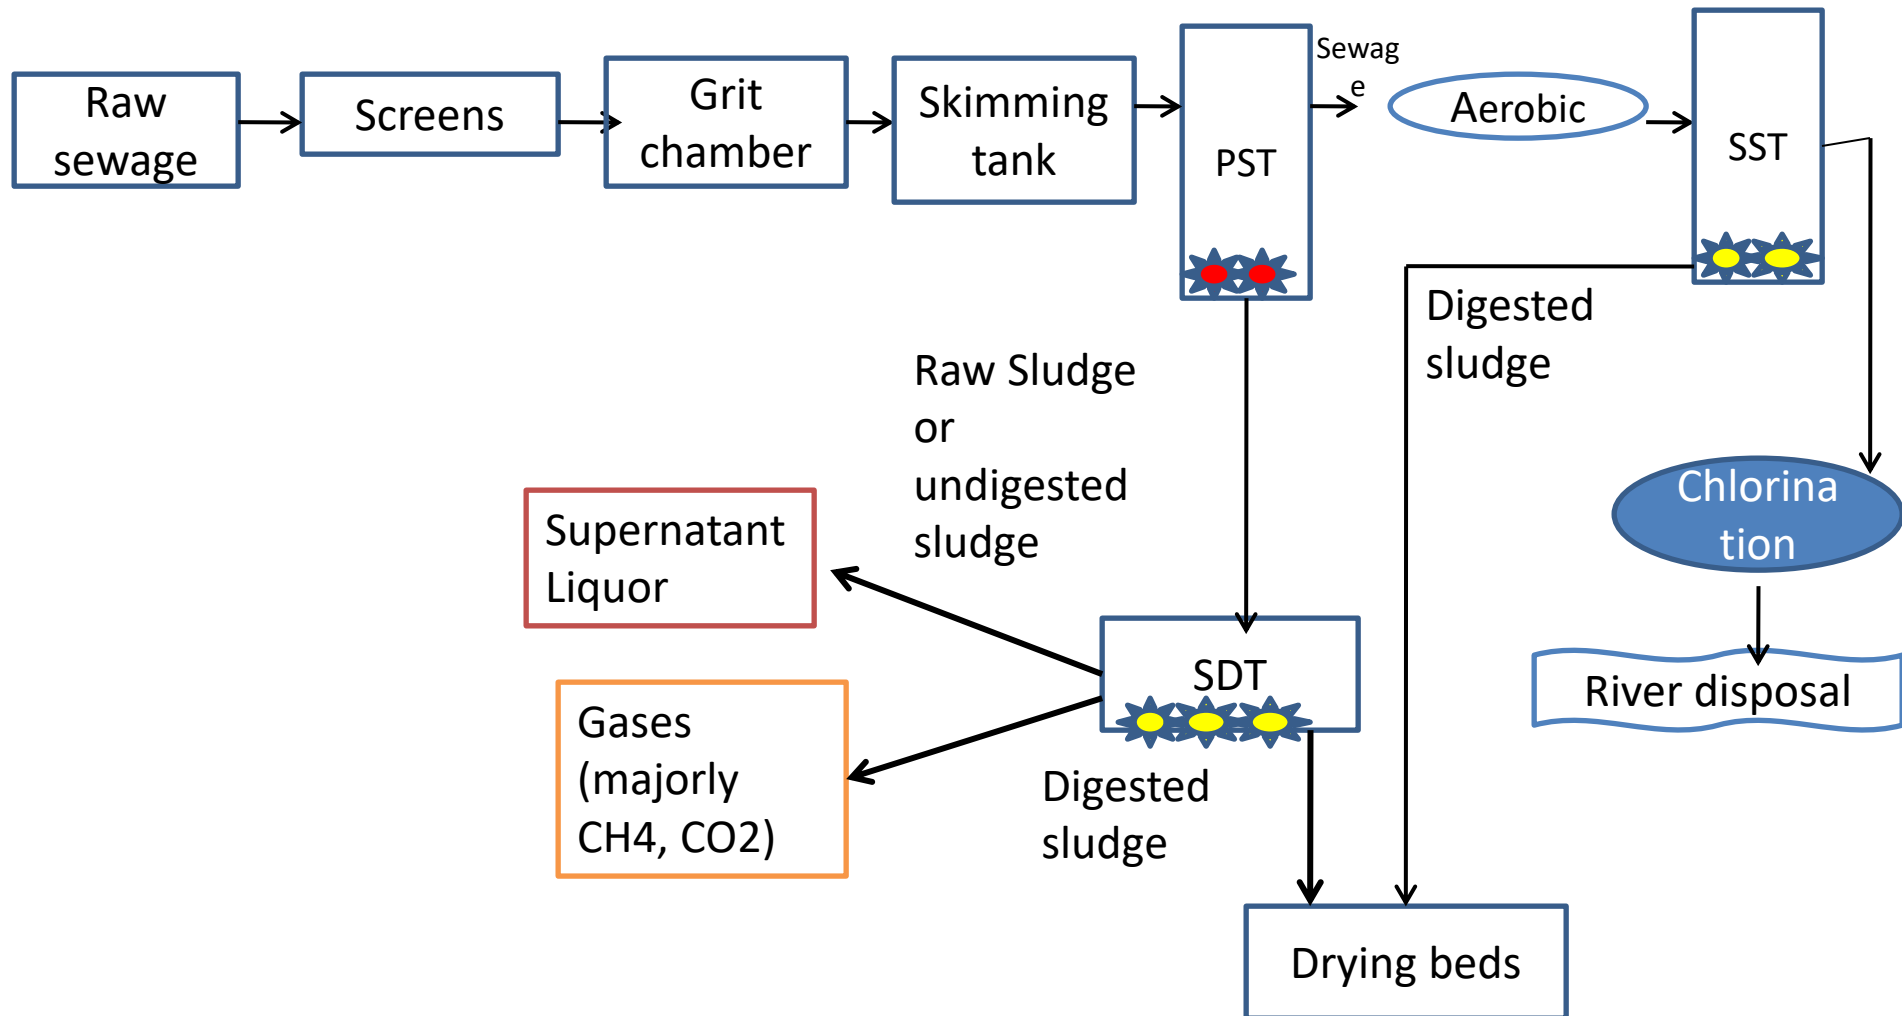 Raw
sewage
Screens
Grit
chamber
Skimming
tank
PST
Sewag
e
Aerobic
SST
Digested
sludge
Raw Sludge
or
undigested
sludge
Chlorina
tion
Supernatant
Liquor
SDT
River disposal
Gases
(majorly
CH4, CO2)
Digested
sludge
Drying beds